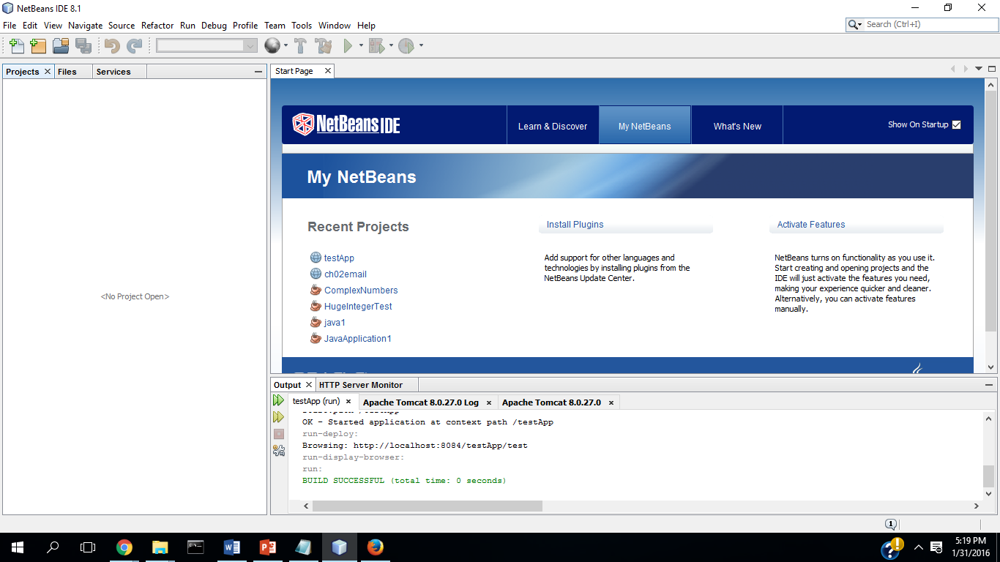 NetBeans IDE 8.1
File Edit View Navigate Source Refactor Run Debug Profile Team Tools Window Help
Search (Ctrl+I)
Projects Files Services
Start Page
NetBeans IDE
Learn & Discover
My NetBeans
What's New
Show On Startup
My NetBeans
Recent Projects
testApp
ch02email
ComplexNumbers
HugeIntegerTest
java1
JavaApplication1
Install Plugins
Add support for other languages and
technologies by installing plugins from the
NetBeans Update Center.
Activate Features
NetBeans turns on functionality as you use it.
Start creating and opening projects and the
IDE will just activate the features you need,
making your experience quicker and cleaner.
Alternatively, you can activate features
manually.
<No Project Open>
Output HTTP Server Monitor
testApp (run) Apache Tomcat 8.0.27.0 Log Apache Tomcat 8.0.27.0
OK - Started application at context path /testApp
run-deploy:
Browsing: http://localhost:8084/testApp/test
run-display-browser:
run:
BUILD SUCCESSFUL (total time: 0 seconds)
1
5:19 PM
1/31/2016